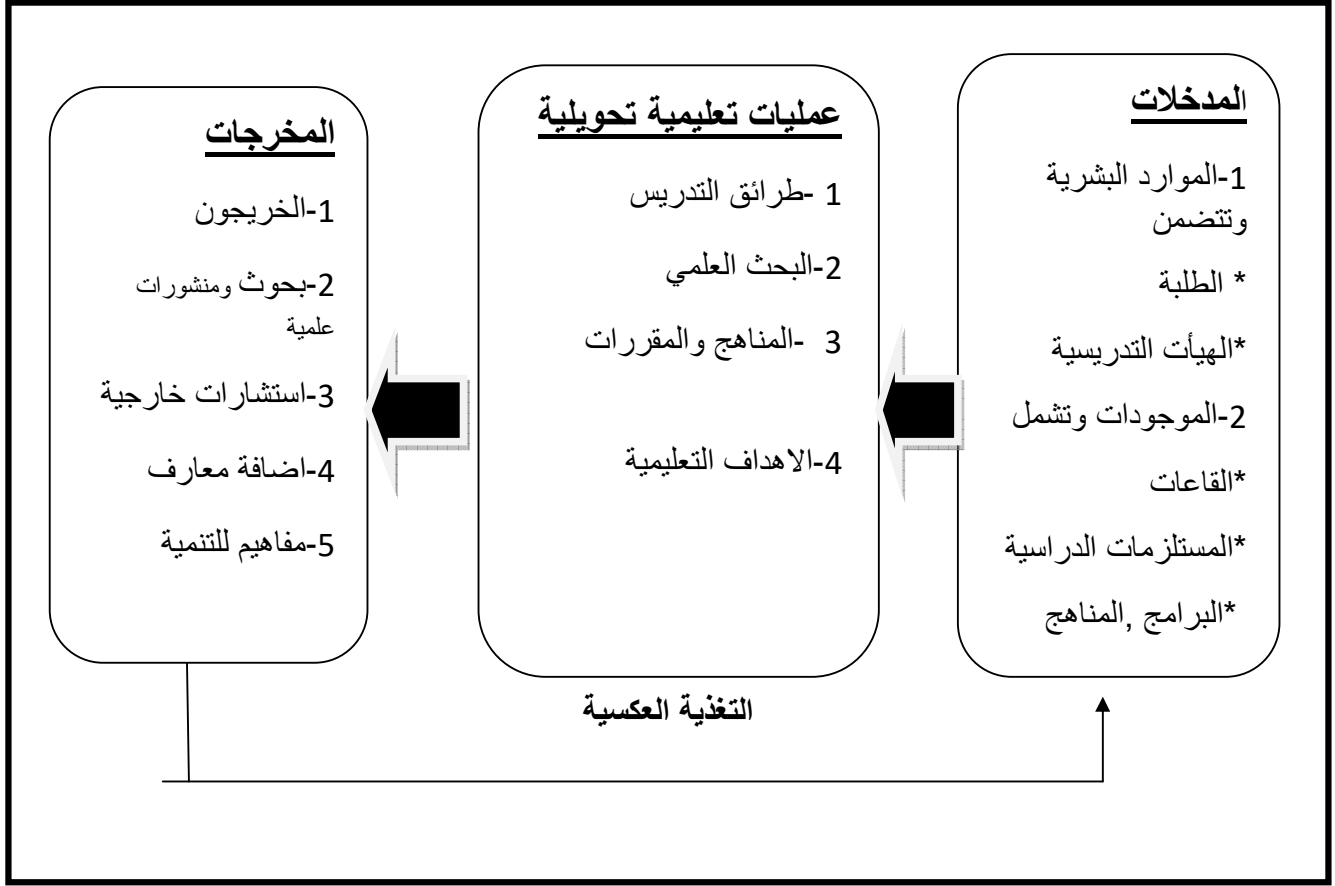 المدخلات
1-الموارد البشرية
وتتضمن
* الطلبة
*الهيأت التدريسية
2-الموجودات وتشمل
*القاعات
*المستلزمات الدراسية
*البرامج ,المناهج
عمليات تعليمية تحويلية
1 -طرائق التدريس
2-البحث العلمي
3 -المناهج والمقررات
4-الاهداف التعليمية
المخرجات
1-الخريجون
2-بحوث ومنشورات
علمية
3-استشارات خارجية
4-اضافة معارف
5-مفاهيم للتنمية
التغذية العكسية